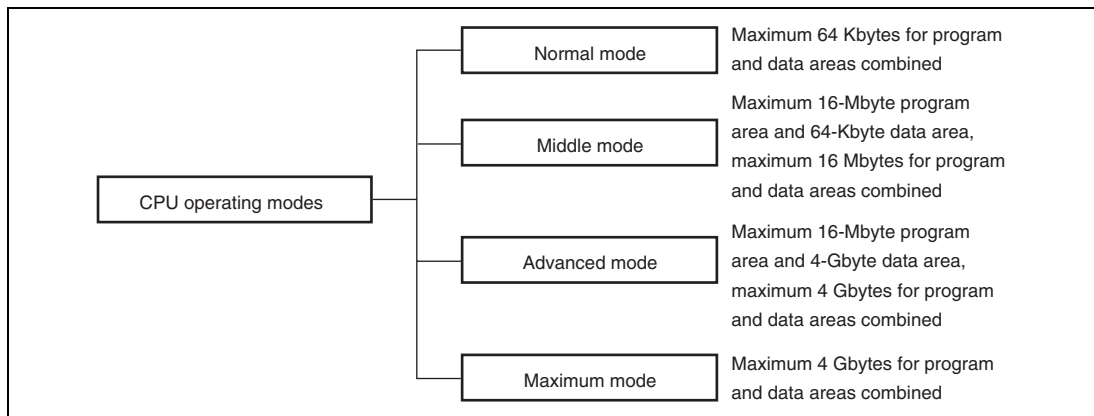 CPU operating modes
Normal mode
Maximum 64 Kbytes for program
and data areas combined
Middle mode
Maximum 16-Mbyte program
area and 64-Kbyte data area,
maximum 16 Mbytes for program
and data areas combined
Advanced mode
Maximum 16-Mbyte program
area and 4-Gbyte data area,
maximum 4 Gbytes for program
and data areas combined
Maximum mode
Maximum 4 Gbytes for program
and data areas combined